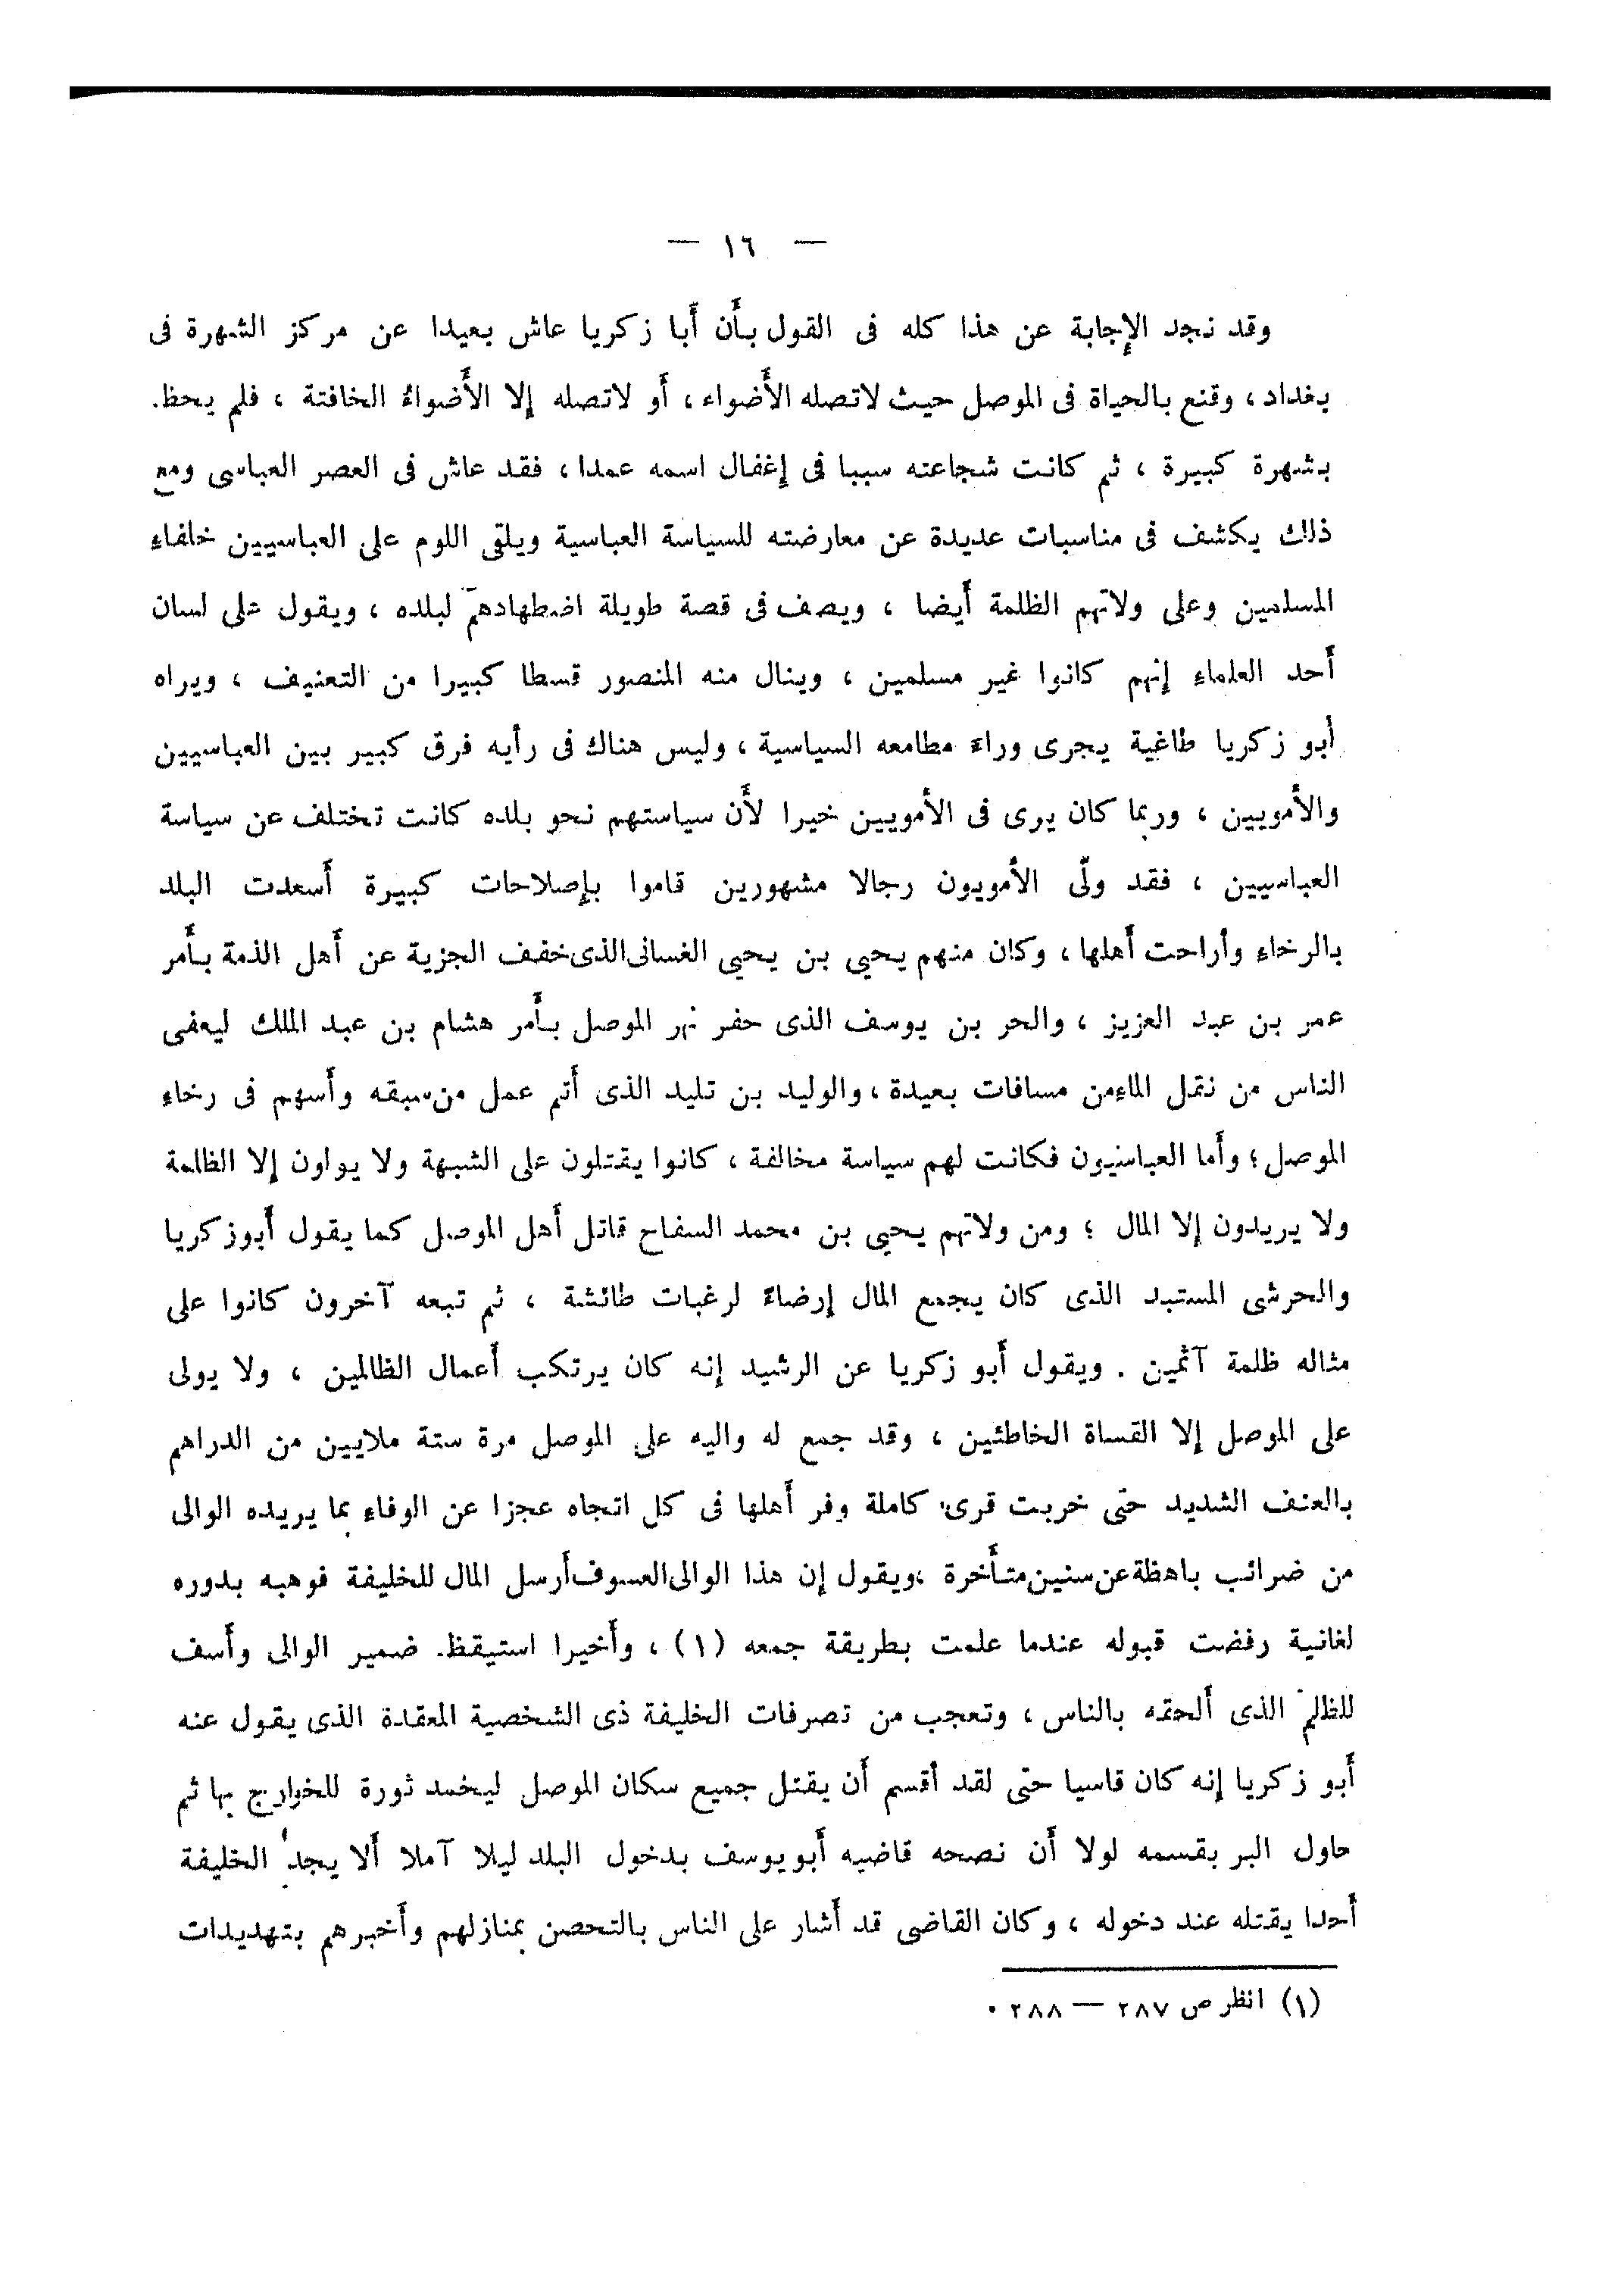 — ١٦ —
وقد نجد الإجابة عن هذا كله فى القول بأن أبا زكريا عاش بعيدا عن مركز الشهرة فى
بغداد ، وقنع بالحياة فى الموصل حيث لاتصله الأضواء ، أو لاتصله إلا الأضواء الخافتة ، فلم يحظ.
بشهرة كبيرة ، ثم كانت شجاعته سببا فى إغفال اسمه عمدا ، فقد عاش فى العصر العباسى ومع
ذلك يكشف فى مناسبات عديدة عن معارضته للسياسة العباسية ويلقى اللوم على العباسيين خلفاء
المسلمين وعلى ولاتهم الظلمة أيضا ، ويصف فى قصة طويلة اضطهادهم لبلده ، ويقول على لسان
أحد العلماء إنهم كانوا غير مسلمين ، وينال منه المنصور قسطا كبيرا من التعنيف ، ويراه
أبو زكريا طاغية يجرى وراء مطامعه السياسية ، وليس هناك فى رأيه فرق كبير بين العباسيين
والأمويين ، وربما كان يرى فى الأمويين خيرا لأن سياستهم نحو بلده كانت تختلف عن سياسة
العباسيين ، فقد ولّى الأمويون رجالا مشهورين قاموا بإصلاحات كبيرة أسعدت البلد
بالرخاء وأراحت أهلها ، وكان منهم يحيى بن يحيى الغسانى الذى خفف الجزية عن أهل الذمة بأمر
عمر بن عبد العزيز ، والحر بن يوسف الذى حفر نهر الموصل بأمر هشام بن عبد الملك ليعفى
الناس من نقل الماء من مسافات بعيدة ، والوليد بن تليد الذى أتم عمل من سبقه وأسهم فى رخاء
الموصل ؛ وأما العباسيون فكانت لهم سياسة مخالفة ، كانوا يقتلون على الشبهة ولا يولون إلا الظلمة
ولا يريدون إلا المال ؛ ومن ولاتهم يحيى بن محمد السفاح قاتل أهل الموصل كما يقول أبو زكريا
والحرشى المستبد الذى كان يجمع المال إرضاءً لرغبات طائشة ، ثم تبعه آخرون كانوا على
مثاله ظلمة آثمين . ويقول أبو زكريا عن الرشيد إنه كان يرتكب أعمال الظالمين ، ولا يولى
على الموصل إلا القساة الخاطئين ، وقد جمع له واليه على الموصل مرة ستة ملايين من الدراهم
بالعنف الشديد حتى خربت قرى كاملة وفر أهلها فى كل اتجاه عجزا عن الوفاء بما يريده الوالى
من ضرائب باهظة عن سنين متأخرة ، ويقول إن هذا الوالى العسوف أرسل المال للخليفة فوهبه بدوره
لغانية رفضت قبوله عندما علمت بطريقة جمعه (١) ، وأخيرا استيقظ. ضمير الوالى وأسف
للظلم الذى ألحقه بالناس ، وتعجب من تصرفات الخليفة ذى الشخصية المعقدة الذى يقول عنه
أبو زكريا إنه كان قاسيا حتى لقد أقسم أن يقتل جميع سكان الموصل ليخمد ثورة للخوارج بها ثم
حاول البر بقسمه لولا أن نصحه قاضيه أبو يوسف بدخول البلد ليلا آملا ألا يجد الخليفة
أحدا يقتله عند دخوله ، وكان القاضى قد أشار على الناس بالتحصن بمنازلهم وأخبرهم بتهديدات
(١) انظر ص ٢٨٧ — ٢٨٨ .